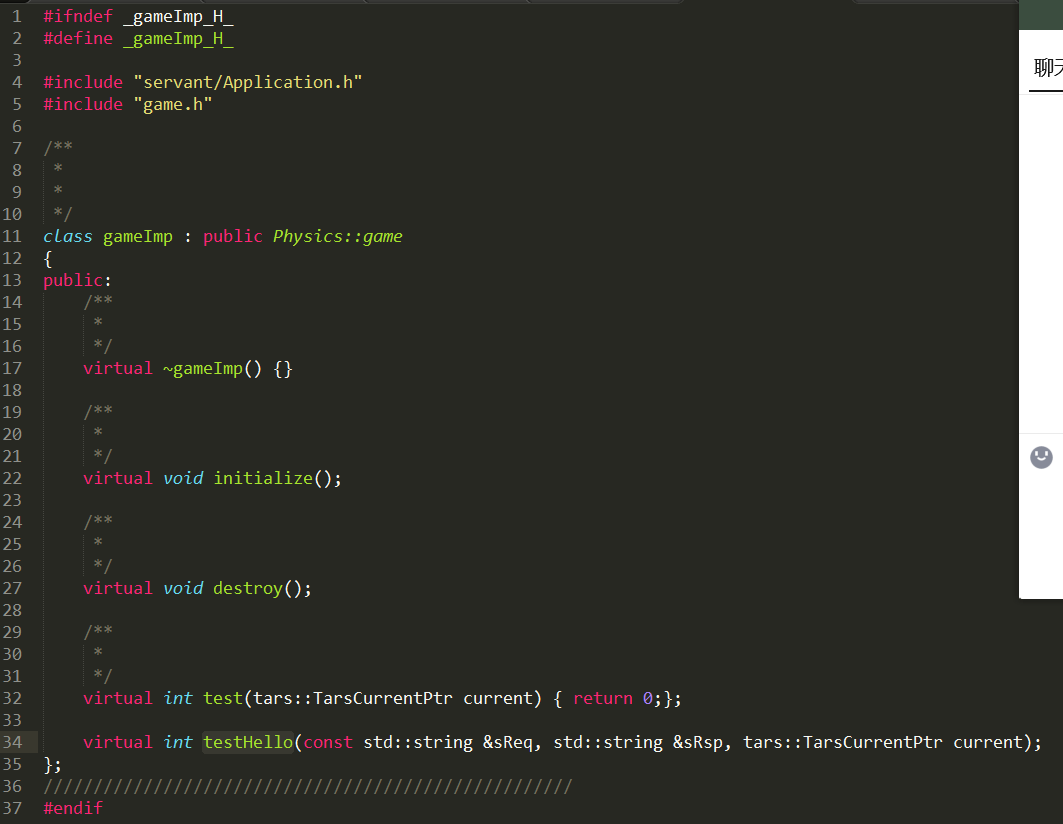 1 #ifndef _gameImp_H_
2 #define _gameImp_H_
3
4 #include "servant/Application.h"
5 #include "game.h"
6
7 /**
8 *
9 *
10 */
11 class gameImp : public Physics::game
12 {
13 public:
14 /**
15 *
16 */
17 virtual ~gameImp() {}
18
19 /**
20 *
21 */
22 virtual void initialize();
23
24 /**
25 *
26 */
27 virtual void destroy();
28
29 /**
30 *
31 */
32 virtual int test(tars::TarsCurrentPtr current) { return 0;};
33
34 virtual int testHello(const std::string &sReq, std::string &sRsp, tars::TarsCurrentPtr current);
35 };
36 /////////////////////////////////////////////////////
37 #endif
聊